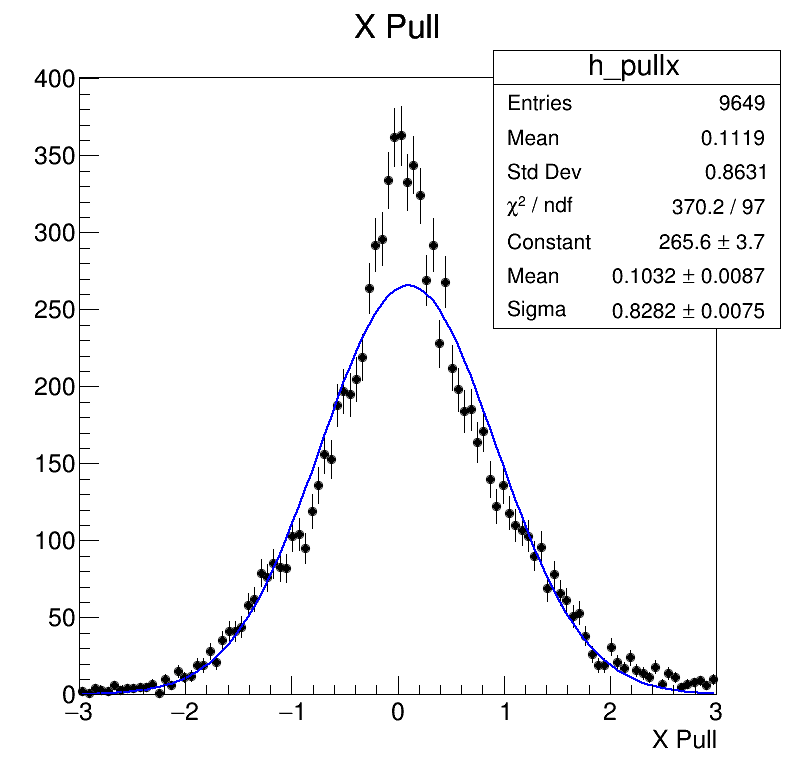 X Pull
h_pullx
Entries 9649
Mean 0.1119
Std Dev 0.8631
χ² / ndf 370.2 / 97
Constant 265.6 ± 3.7
Mean 0.1032 ± 0.0087
Sigma 0.8282 ± 0.0075
400
350
300
250
200
150
100
50
0
−3 −2 −1 0 1 2 3
X Pull